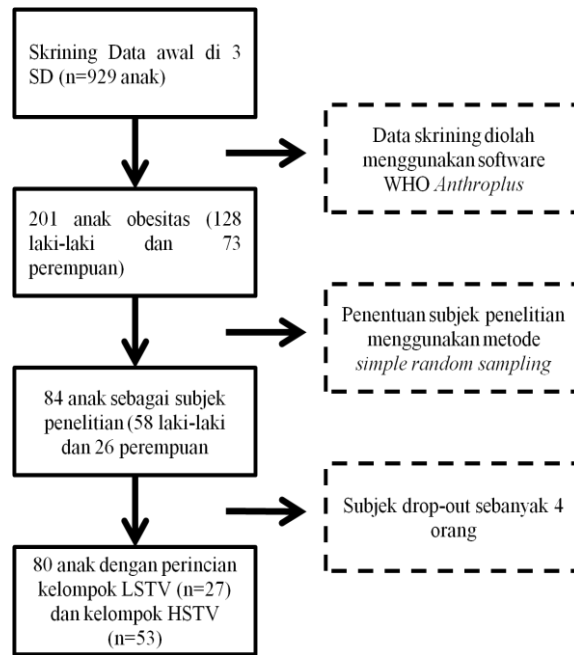 Skrining Data awal di 3
SD (n=929 anak)
Data skrining diolah
menggunakan software
WHO Anthroplus
201 anak obesitas (128
laki-laki dan 73
perempuan)
Penentuan subjek penelitian
menggunakan metode
simple random sampling
84 anak sebagai subjek
penelitian (58 laki-laki
dan 26 perempuan
Subjek drop-out sebanyak 4
orang
80 anak dengan perincian
kelompok LSTV (n=27)
dan kelompok HSTV
(n=53)